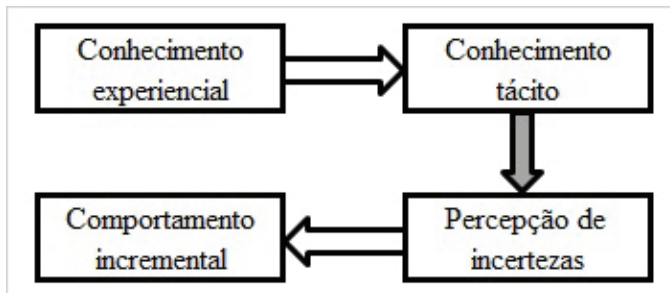 Conhecimento
experiencial
Conhecimento
tácito
Percepção de
incertezas
Comportamento
incremental